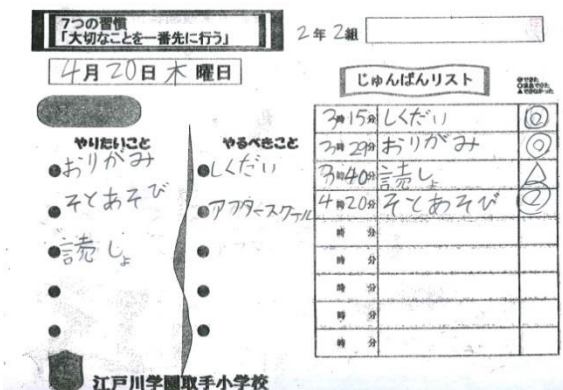 7つの習慣
「大切なことを一番先に行う」
2年2組
4月20日木曜日
やりたいこと
おりがみ
そとあそび
読しょ
やるべきこと
しくだい
アフタースクール
じゅんばんリスト
3時15分 しくだい ◎
3時29分 おりがみ ◎
3時40分 読しょ △
4時20分 そとあそび
時 分
時 分
時 分
時 分
江戸川学園取手小学校